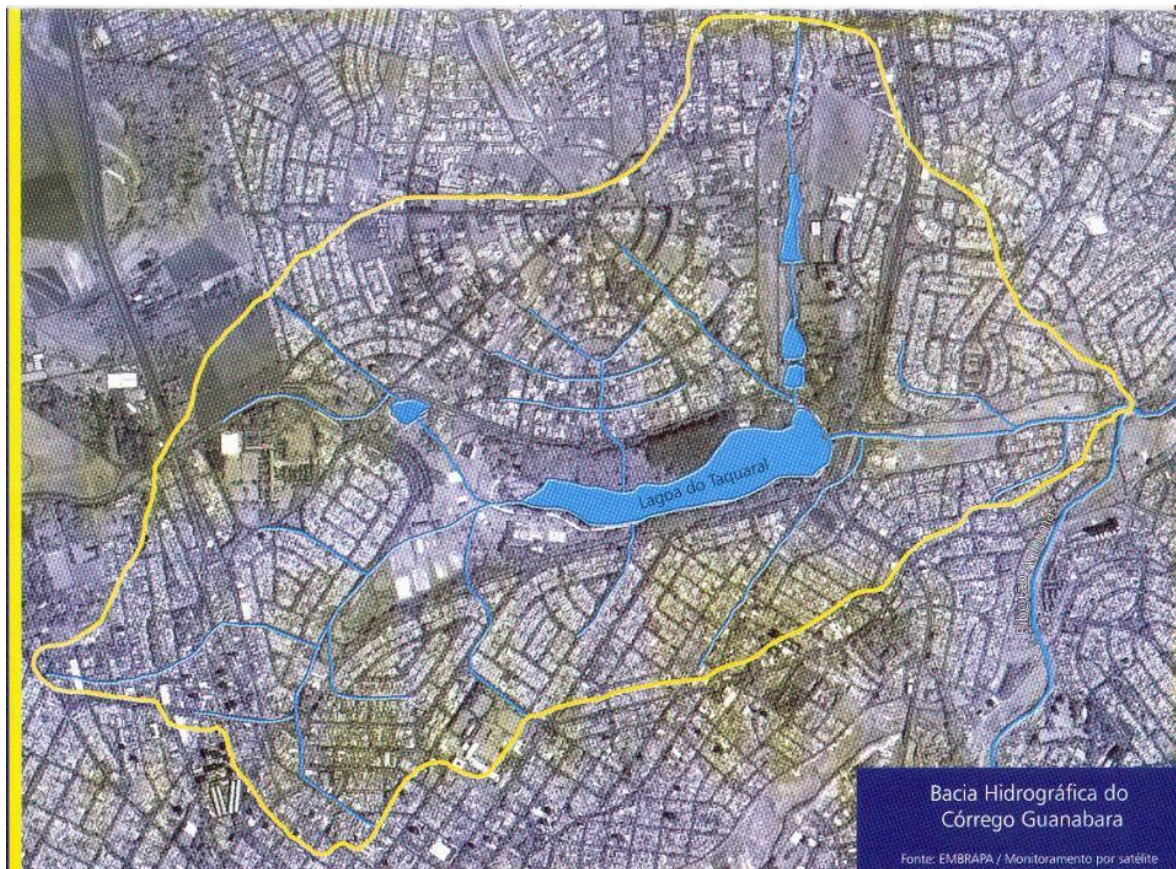 Lagoa do Taquaral
Bacia Hidrográfica do
Córrego Guanabara
Fonte: EMBRAPA / Monitoramento por satélite